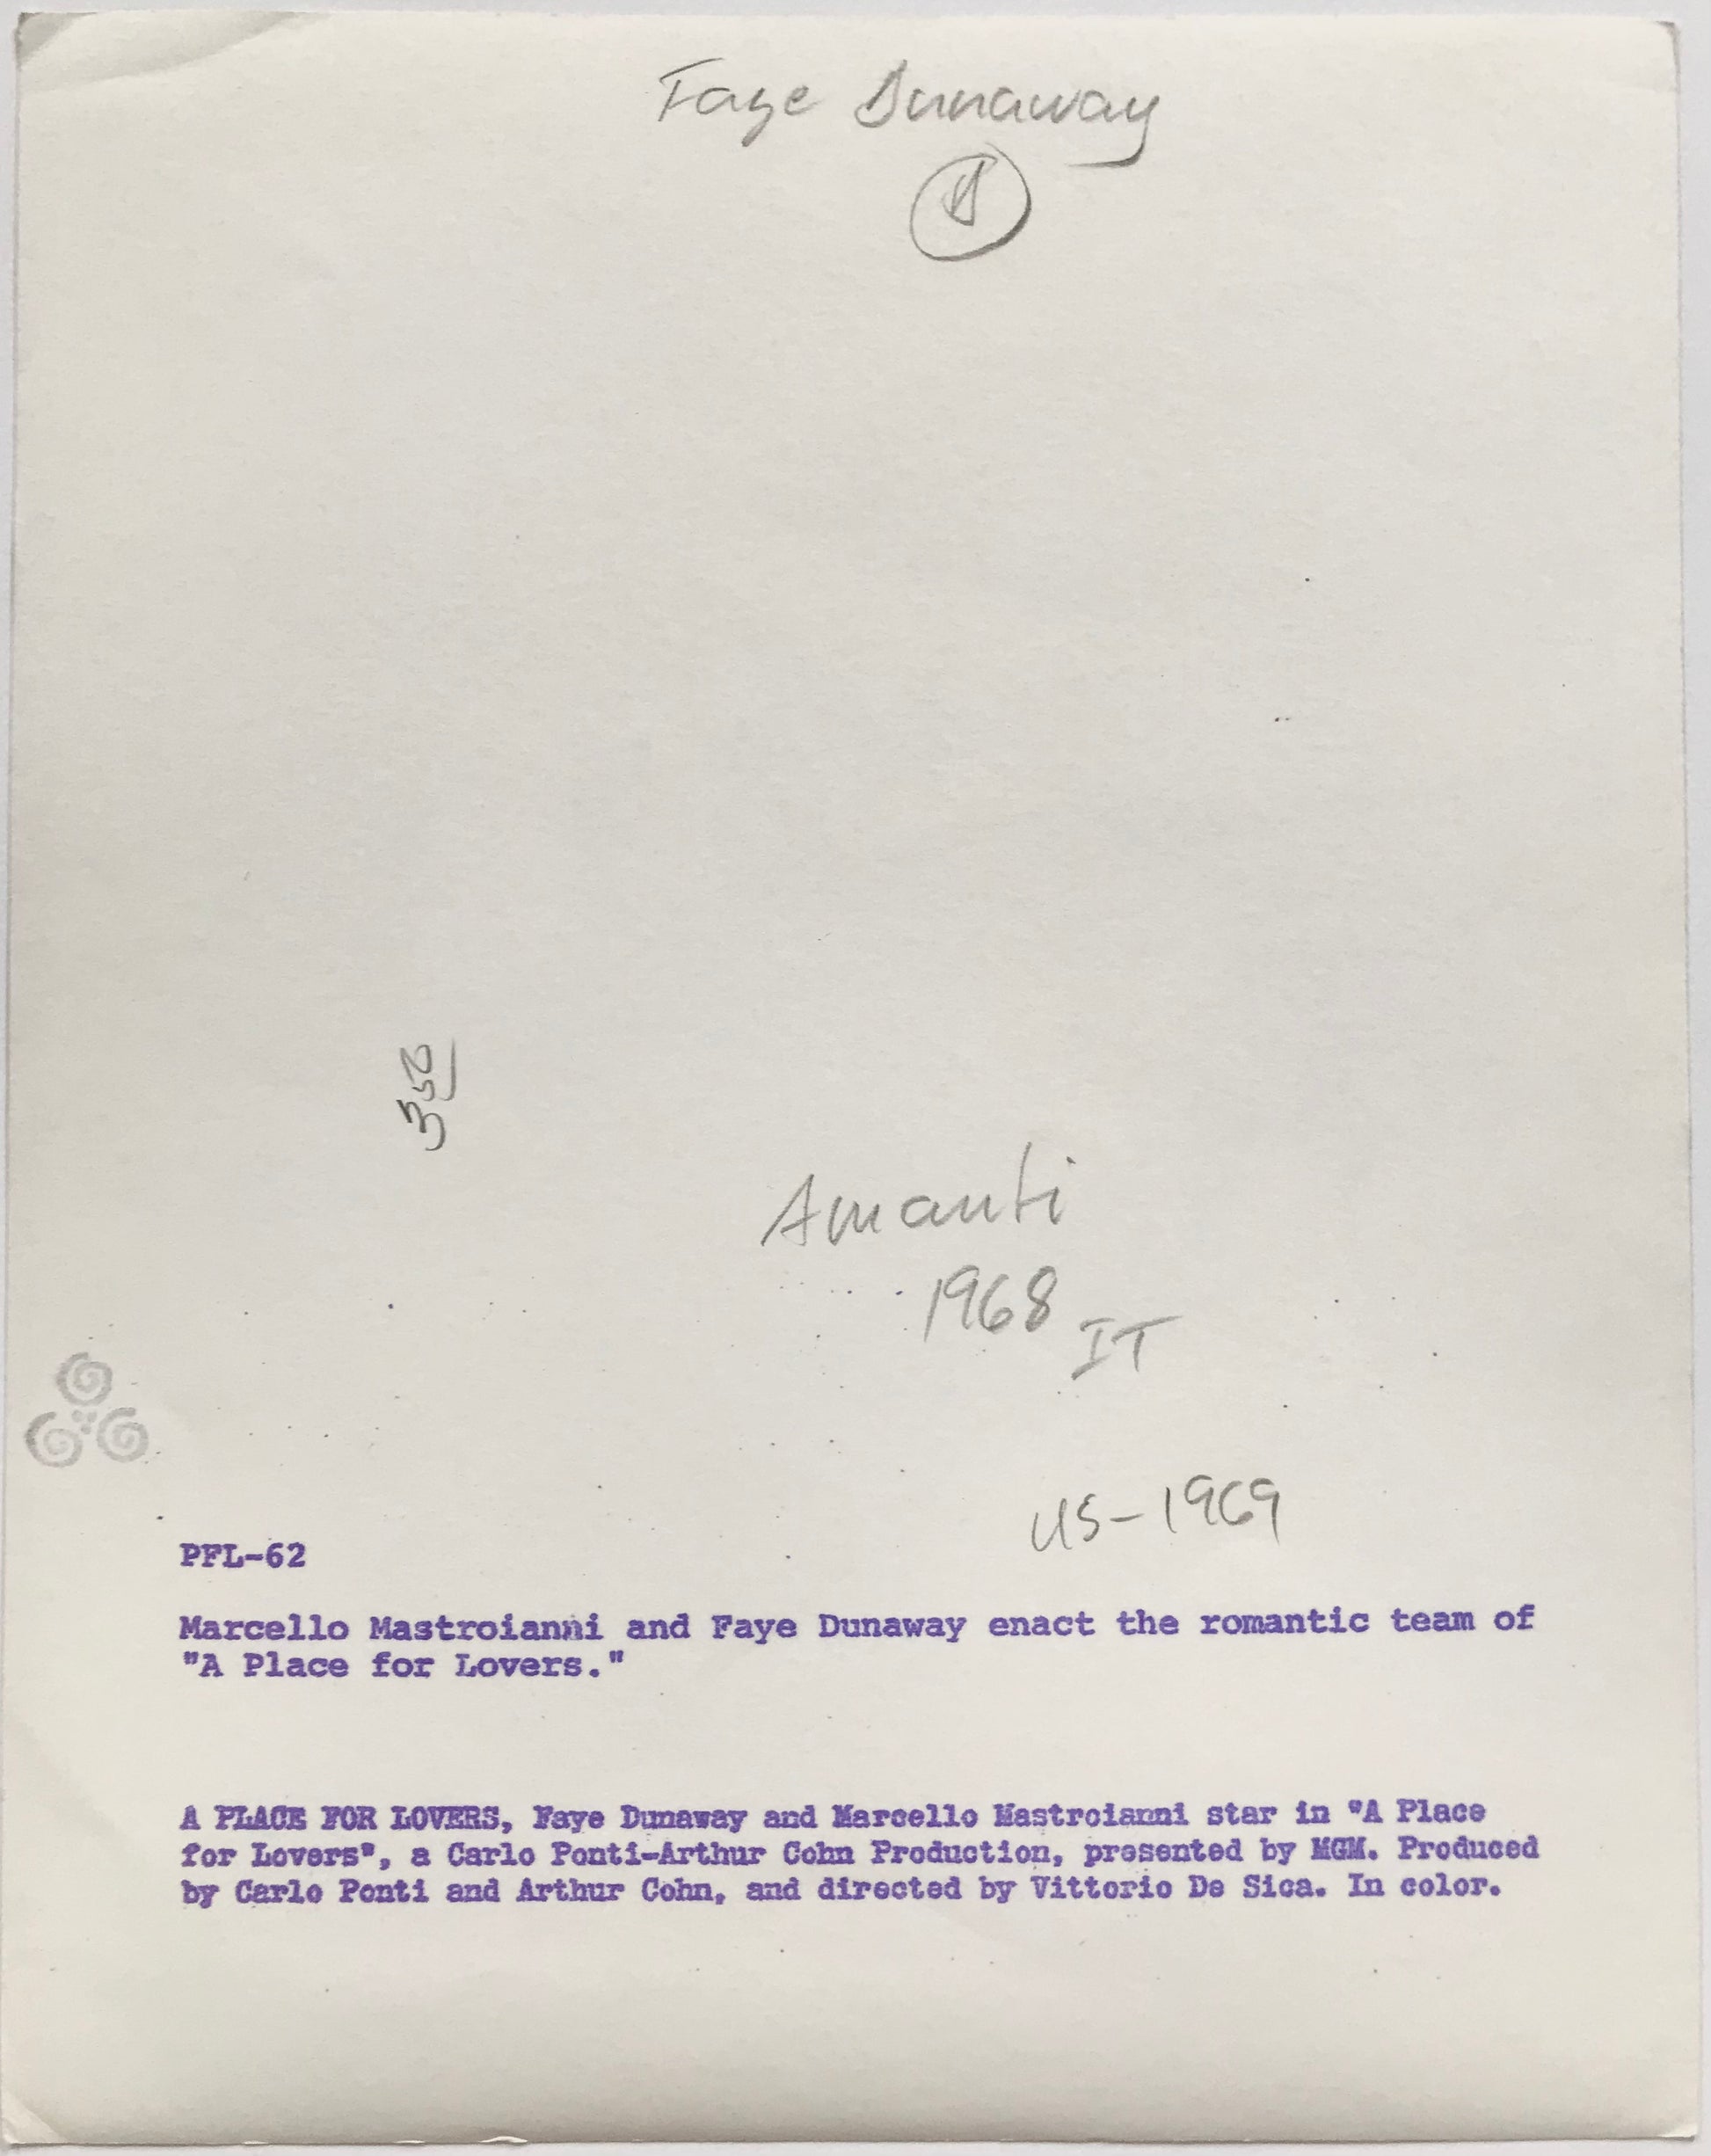 Faye Dunaway
Amanti
1968 IT
US-1969
PFL-62
Marcello Mastroianni and Faye Dunaway enact the romantic team of
"A Place for Lovers."
A PLACE FOR LOVERS, Faye Dunaway and Marcello Mastroianni star in "A Place
for Lovers", a Carlo Ponti-Arthur Cohn Production, presented by MGM. Produced
by Carlo Ponti and Arthur Cohn, and directed by Vittorio De Sica. In color.